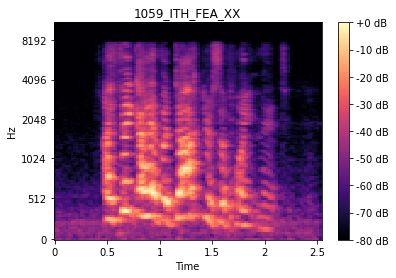 1059_ITH_FEA_XX
+0 dB
8192
-10 dB
4096
-20 dB
-30 dB
2048
Hz
-40 dB
1024
-50 dB
512
-60 dB
-70 dB
0
-80 dB
0 0.5 1 1.5 2 2.5
Time